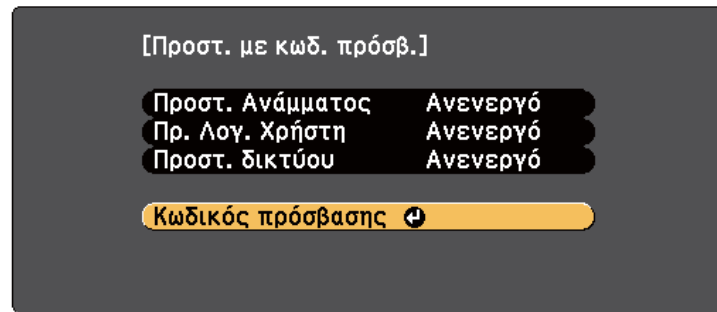 [Προστ. με κωδ. πρόσβ.]
Προστ. Ανάμματος Ανενεργό
Πρ. Λογ. Χρήστη Ανενεργό
Προστ. δικτύου Ανενεργό
Κωδικός πρόσβασης